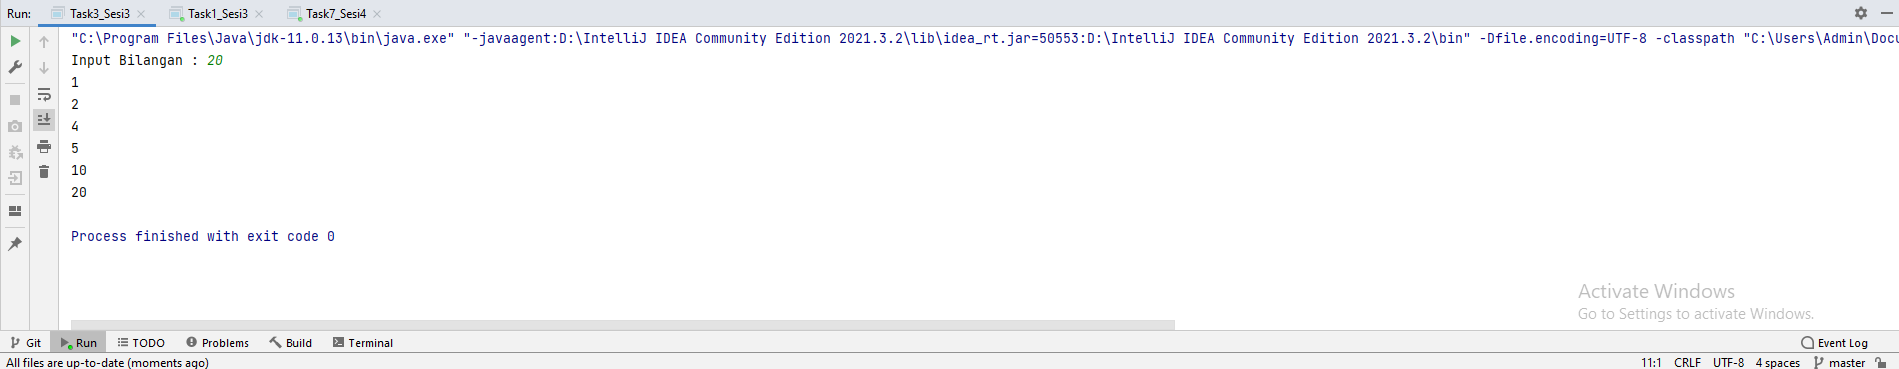 Run: Task3_Sesi3 Task1_Sesi3 Task7_Sesi4
"C:\Program Files\Java\jdk-11.0.13\bin\java.exe" "-javaagent:D:\IntelliJ IDEA Community Edition 2021.3.2\lib\idea_rt.jar=50553:D:\IntelliJ IDEA Community Edition 2021.3.2\bin" -Dfile.encoding=UTF-8 -classpath "C:\Users\Admin\Docu
Input Bilangan : 20
1
2
4
5
10
20
Process finished with exit code 0
Activate Windows
Go to Settings to activate Windows.
Git Run TODO Problems Build Terminal Event Log
All files are up-to-date (moments ago) 11:1 CRLF UTF-8 4 spaces master